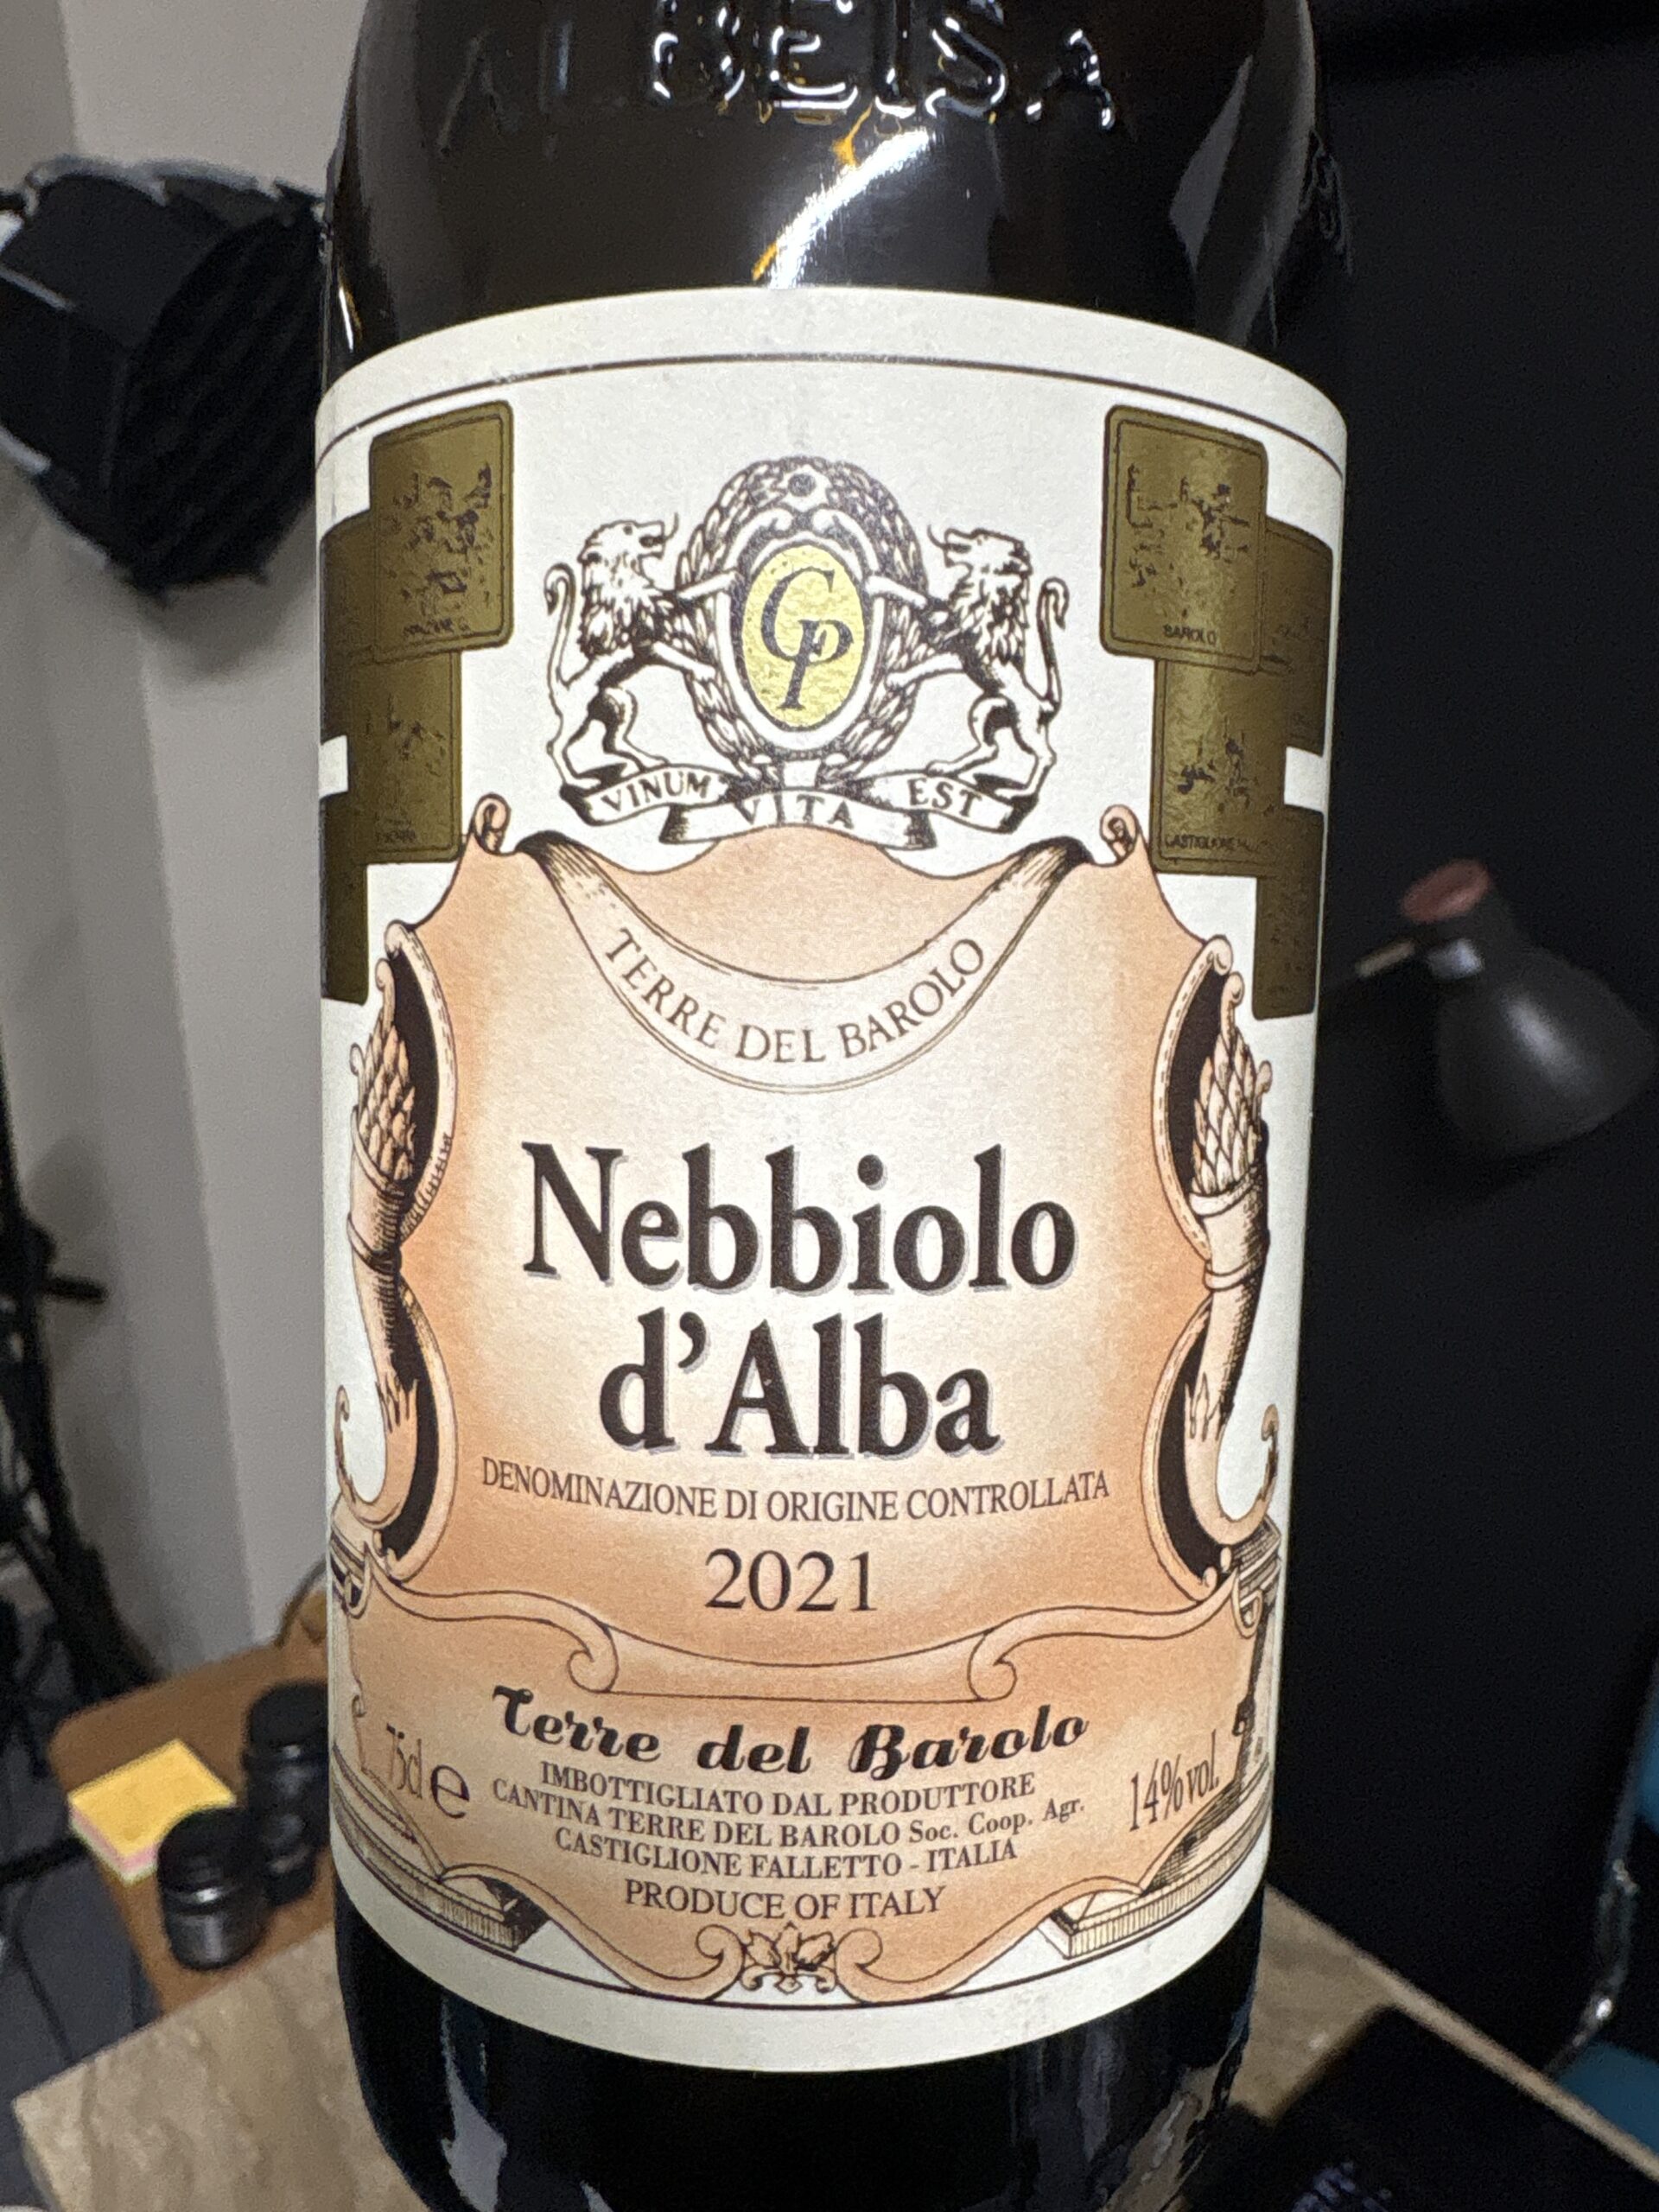 CP
VINUM VITA EST
BAROLO
TERRE DEL BAROLO
Nebbiolo
d'Alba
DENOMINAZIONE DI ORIGINE CONTROLLATA
2021
Terre del Barolo
75cl e
IMBOTTIGLIATO DAL PRODUTTORE
CANTINA TERRE DEL BAROLO Soc. Coop. Agr.
CASTIGLIONE FALLETTO - ITALIA
14%vol.
PRODUCE OF ITALY